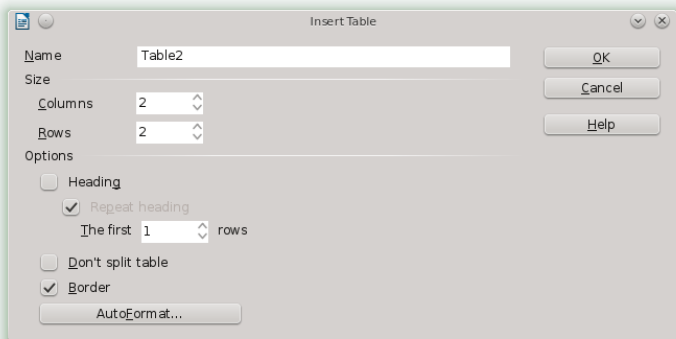 Insert Table
Name Table2 OK
Size
Cancel
Columns 2
Rows 2 Help
Options
Heading
Repeat heading
The first 1 rows
Don't split table
Border
AutoFormat...